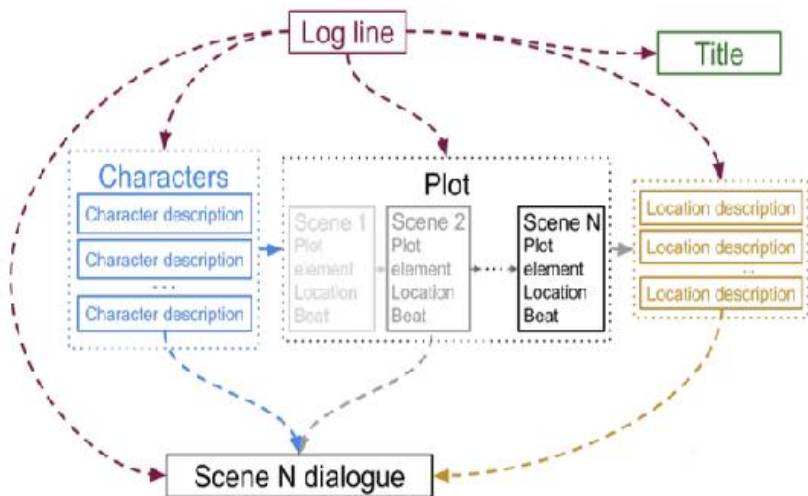 Log line
Title
Characters
Character description
Character description
...
Character description
Plot
Scene 1
Plot
element
Location
Beat
Scene 2
Plot
element
Location
Beat
Scene N
Plot
element
Location
Beat
Location description
Location description
..
Location description
Scene N dialogue